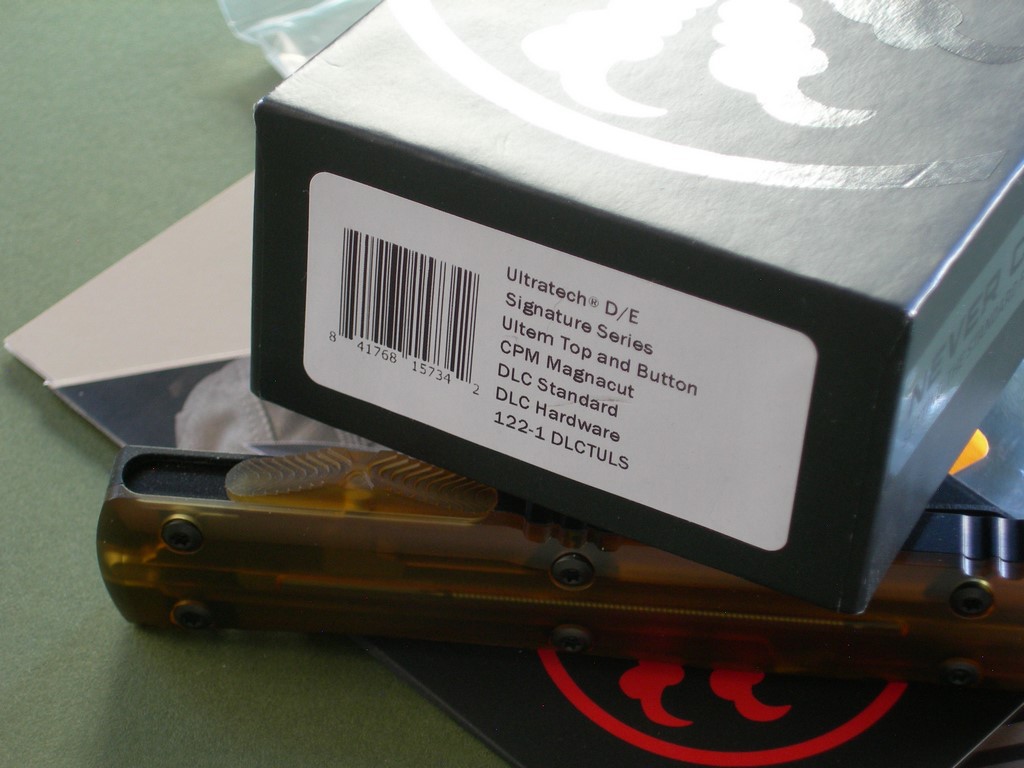 Ultratech® D/E
Signature Series
Ultem Top and Button
CPM Magnacut
DLC Standard
DLC Hardware
122-1 DLCTULS
8 41768 15734 2
NEVER